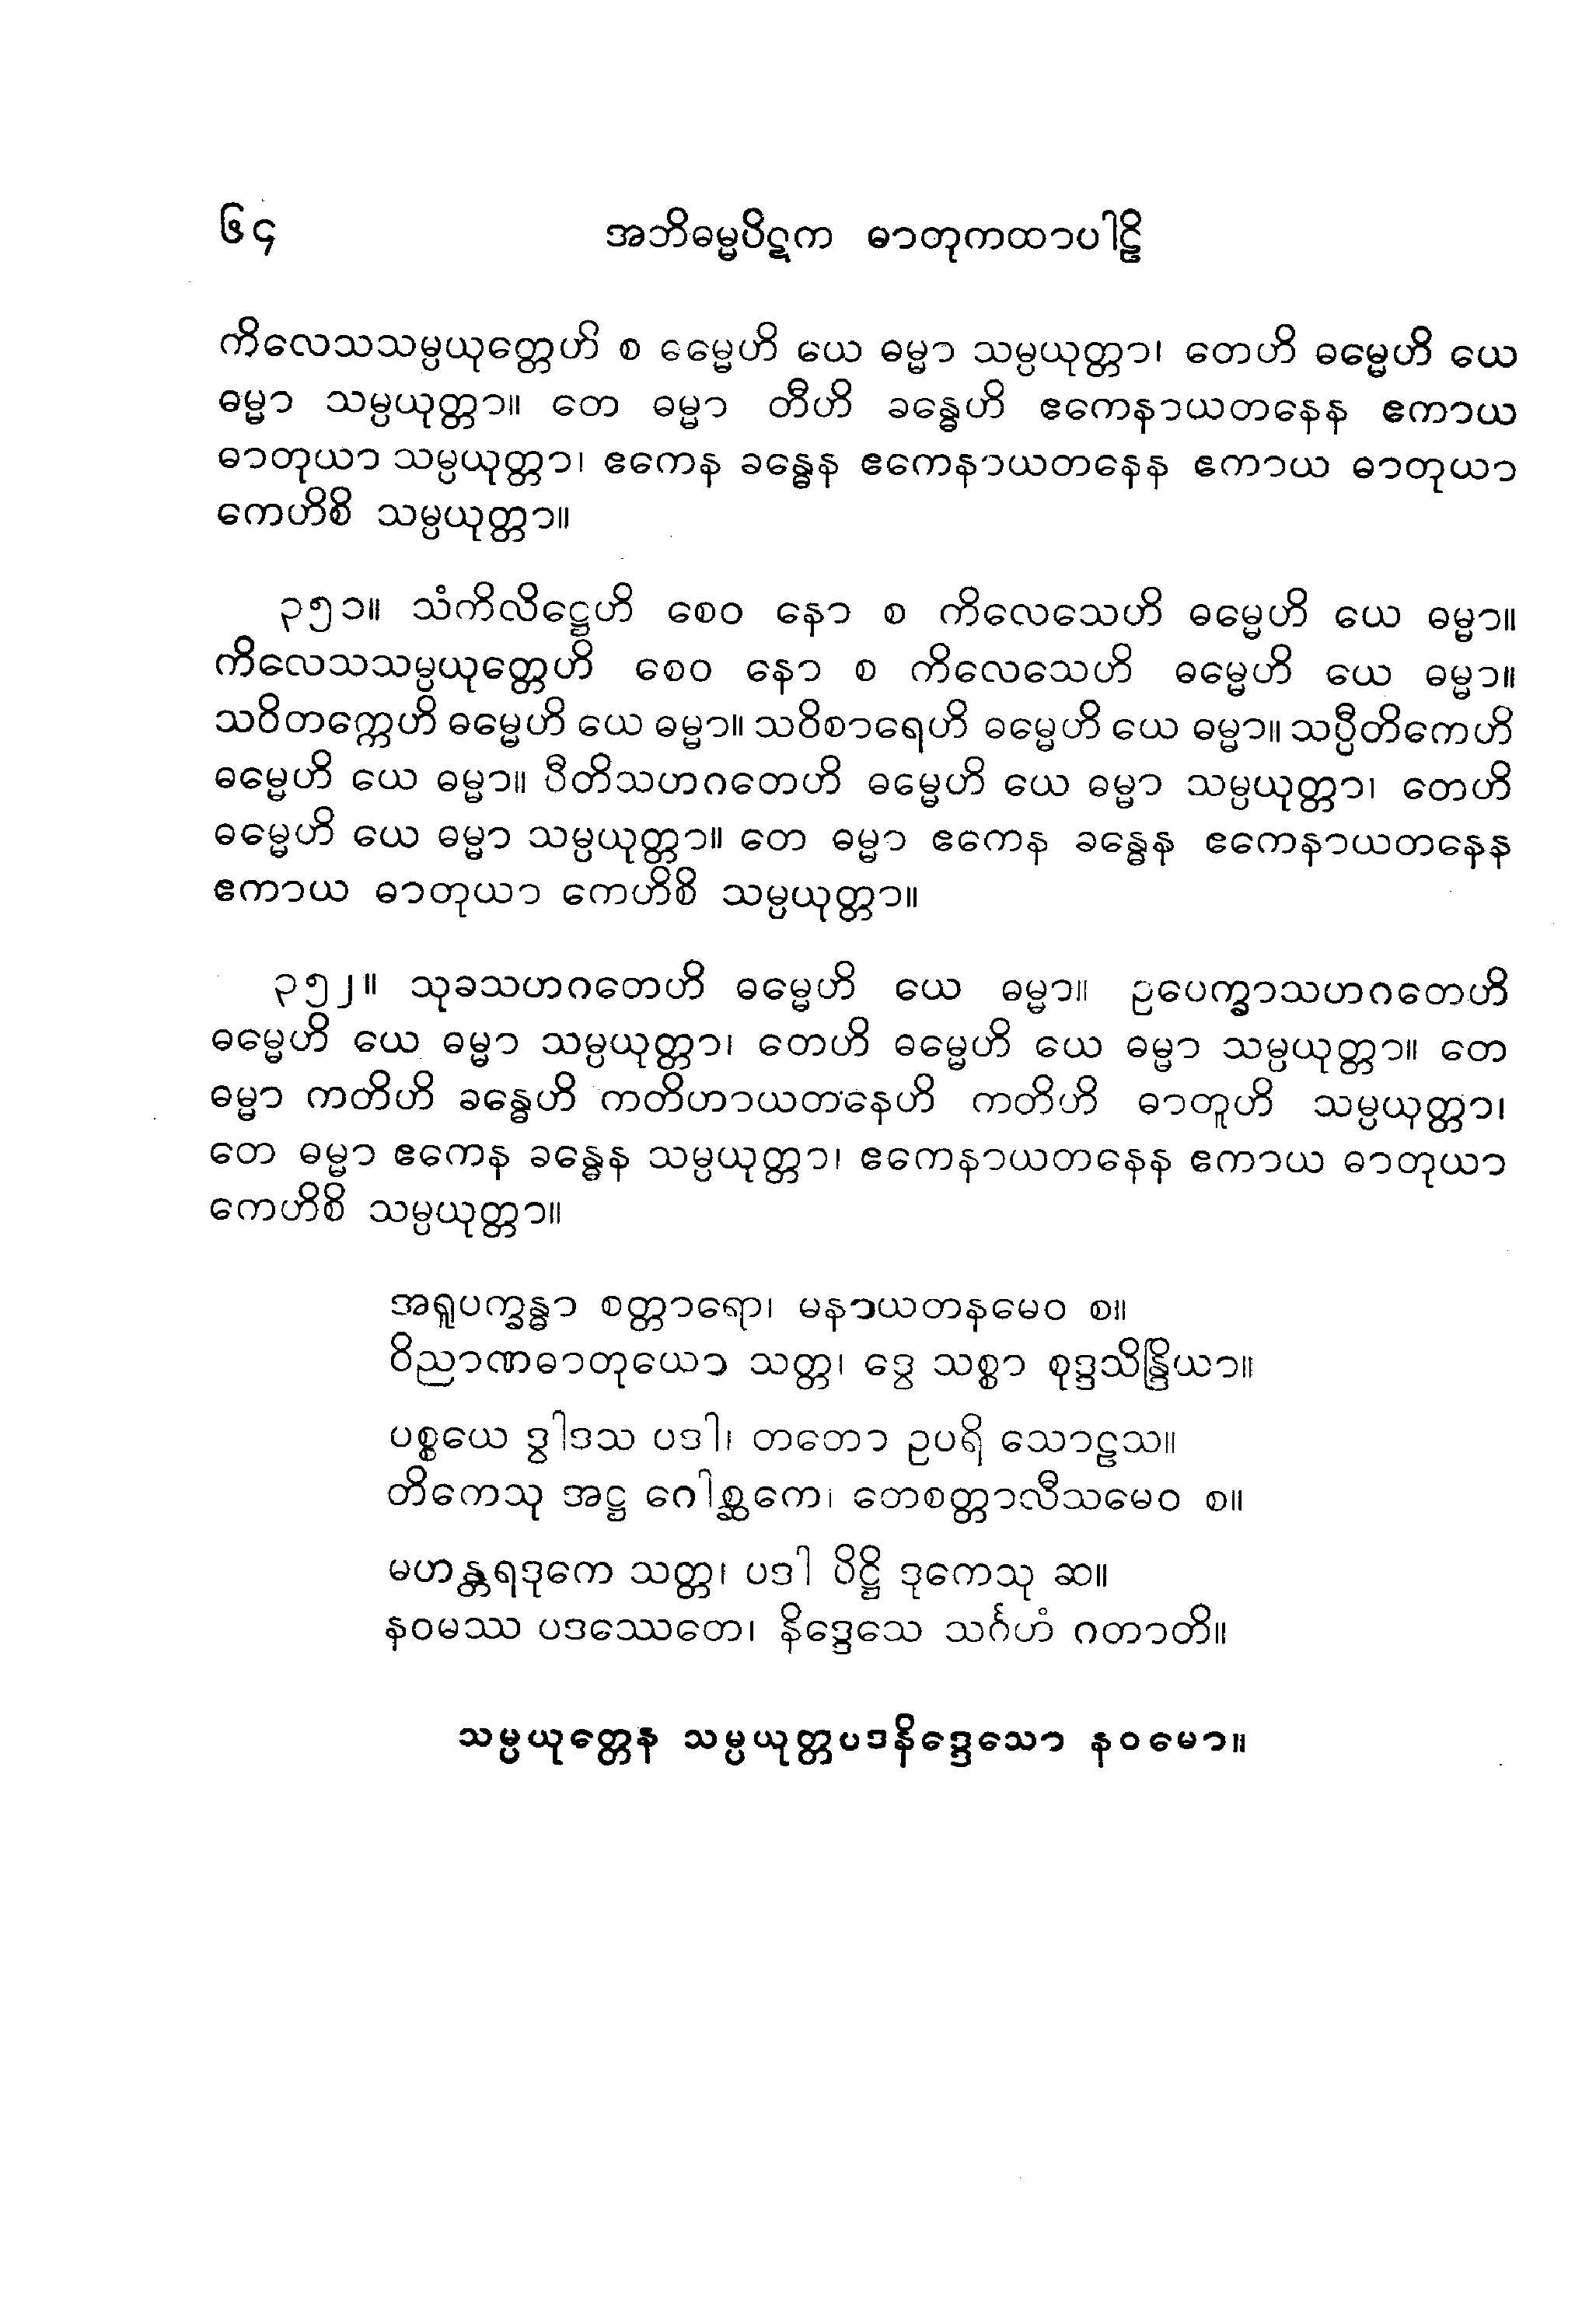 ၆၄ အဘိဓမ္မပိဋက ဓာတုကထာပါဠိ
ကိလေသသမ္ပယုတ္တေဟိ စ ဓမ္မေဟိ ယေ ဓမ္မာ သမ္ပယုတ္တာ၊ တေဟိ ဓမ္မေဟိ ယေ
ဓမ္မာ သမ္ပယုတ္တာ။ တေ ဓမ္မာ တီဟိ ခန္ဓေဟိ ဧကေနာယတနေန ဧကာယ
ဓာတုယာ သမ္ပယုတ္တာ၊ ဧကေန ခန္ဓေန ဧကေနာယတနေန ဧကာယ ဓာတုယာ
ကေဟိစိ သမ္ပယုတ္တာ။
၃၅၁။ သံကိလိဋ္ဌေဟိ စေဝ နော စ ကိလေသေဟိ ဓမ္မေဟိ ယေ ဓမ္မာ။
ကိလေသသမ္ပယုတ္တေဟိ စေဝ နော စ ကိလေသေဟိ ဓမ္မေဟိ ယေ ဓမ္မာ။
သဝိတက္ကေဟိ ဓမ္မေဟိ ယေ ဓမ္မာ။ သဝိစာရေဟိ ဓမ္မေဟိ ယေ ဓမ္မာ။ သပ္ပီတိကေဟိ
ဓမ္မေဟိ ယေ ဓမ္မာ။ ပီတိသဟဂတေဟိ ဓမ္မေဟိ ယေ ဓမ္မာ သမ္ပယုတ္တာ၊ တေဟိ
ဓမ္မေဟိ ယေ ဓမ္မာ သမ္ပယုတ္တာ။ တေ ဓမ္မာ ဧကေန ခန္ဓေန ဧကေနာယတနေန
ဧကာယ ဓာတုယာ ကေဟိစိ သမ္ပယုတ္တာ။
၃၅၂။ သုခသဟဂတေဟိ ဓမ္မေဟိ ယေ ဓမ္မာ။ ဥပေက္ခာသဟဂတေဟိ
ဓမ္မေဟိ ယေ ဓမ္မာ သမ္ပယုတ္တာ၊ တေဟိ ဓမ္မေဟိ ယေ ဓမ္မာ သမ္ပယုတ္တာ။ တေ
ဓမ္မာ ကတိဟိ ခန္ဓေဟိ ကတိဟာယတနေဟိ ကတိဟိ ဓာတူဟိ သမ္ပယုတ္တာ၊
တေ ဓမ္မာ ဧကေန ခန္ဓေန သမ္ပယုတ္တာ၊ ဧကေနာယတနေန ဧကာယ ဓာတုယာ
ကေဟိစိ သမ္ပယုတ္တာ။
အရူပက္ခန္ဓာ စတ္တာရော၊ မနာယတနမေဝ စ။
ဝိညာဏဓာတုယော သတ္တ၊ ဒွေ သစ္စာ စုဒ္ဒသိန္ဒြိယာ။
ပစ္စယေ ဒွါဒသ ပဒါ၊ တတော ဥပရိ သောဠသ။
တိကေသု အဋ္ဌ ဂေါစ္ဆကေ၊ တေစတ္တာလီသမေဝ စ။
မဟန္တရဒုကေ သတ္တ၊ ပဒါ ပိဋ္ဌိ ဒုကေသု ဆ။
နဝမဿ ပဒဿေတေ၊ နိဒ္ဒေသေ သင်္ဂဟံ ဂတာတိ။
သမ္ပယုတ္တေန သမ္ပယုတ္တပဒနိဒ္ဒေသော နဝမော။